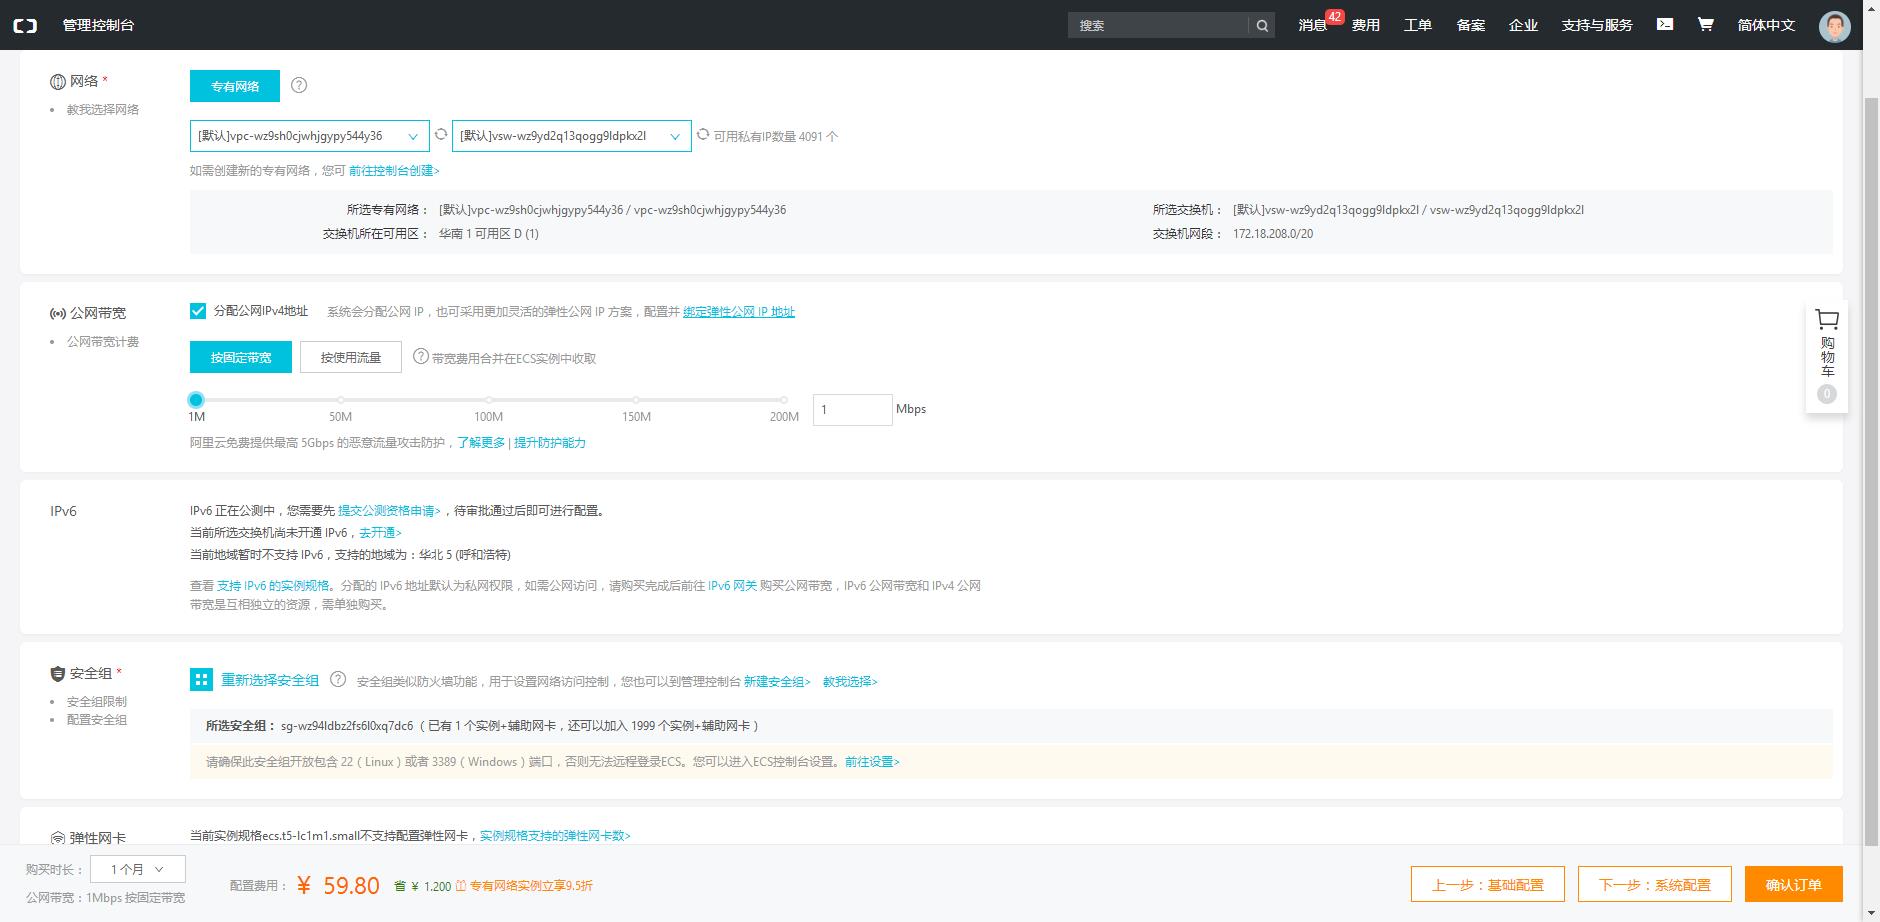 管理控制台
搜索
消息 42 费用 工单 备案 企业 支持与服务 简体中文
网络 *
教我选择网络
专有网络
[默认]vpc-wz9sh0cjwhjgypy544y36 [默认]vsw-wz9yd2q13qogg9ldpkx2l 可用私有IP数量 4091 个
如需创建新的专有网络，您可 前往控制台创建>
所选专有网络： [默认]vpc-wz9sh0cjwhjgypy544y36 / vpc-wz9sh0cjwhjgypy544y36 所选交换机： [默认]vsw-wz9yd2q13qogg9ldpkx2l / vsw-wz9yd2q13qogg9ldpkx2l
交换机所在可用区： 华南 1 可用区 D (1) 交换机网段： 172.18.208.0/20
公网带宽
公网带宽计费
分配公网IPv4地址 系统会分配公网 IP，也可采用更加灵活的弹性公网 IP 方案，配置并 绑定弹性公网 IP 地址
按固定带宽 按使用流量 带宽费用合并在ECS实例中收取
1M 50M 100M 150M 200M
1 Mbps
阿里云免费提供最高 5Gbps 的恶意流量攻击防护，了解更多 | 提升防护能力
购物车
0
IPv6
IPv6 正在公测中，您需要先 提交公测资格申请>，待审批通过后即可进行配置。
当前所选交换机尚未开通 IPv6，去开通>
当前地域暂时不支持 IPv6，支持的地域为：华北 5 (呼和浩特)
查看 支持 IPv6 的实例规格。分配的 IPv6 地址默认为私网权限，如需公网访问，请购买完成后前往 IPv6 网关 购买公网带宽，IPv6 公网带宽和 IPv4 公网
带宽是互相独立的资源，需单独购买。
安全组 *
安全组限制
配置安全组
重新选择安全组 安全组类似防火墙功能，用于设置网络访问控制，您也可以到管理控制台 新建安全组> 教我选择>
所选安全组： sg-wz94ldbz2fs6l0xq7dc6 （已有 1 个实例+辅助网卡，还可以加入 1999 个实例+辅助网卡）
请确保此安全组开放包含 22（Linux）或者 3389（Windows）端口，否则无法远程登录ECS。您可以进入ECS控制台设置。前往设置>
弹性网卡
当前实例规格ecs.t5-lc1m1.small不支持配置弹性网卡，实例规格支持的弹性网卡数>
购买时长： 1 个月
公网带宽：1Mbps 按固定带宽
配置费用： ¥ 59.80 省 ¥ 1.200 专有网络实例立享9.5折
上一步：基础配置 下一步：系统配置 确认订单